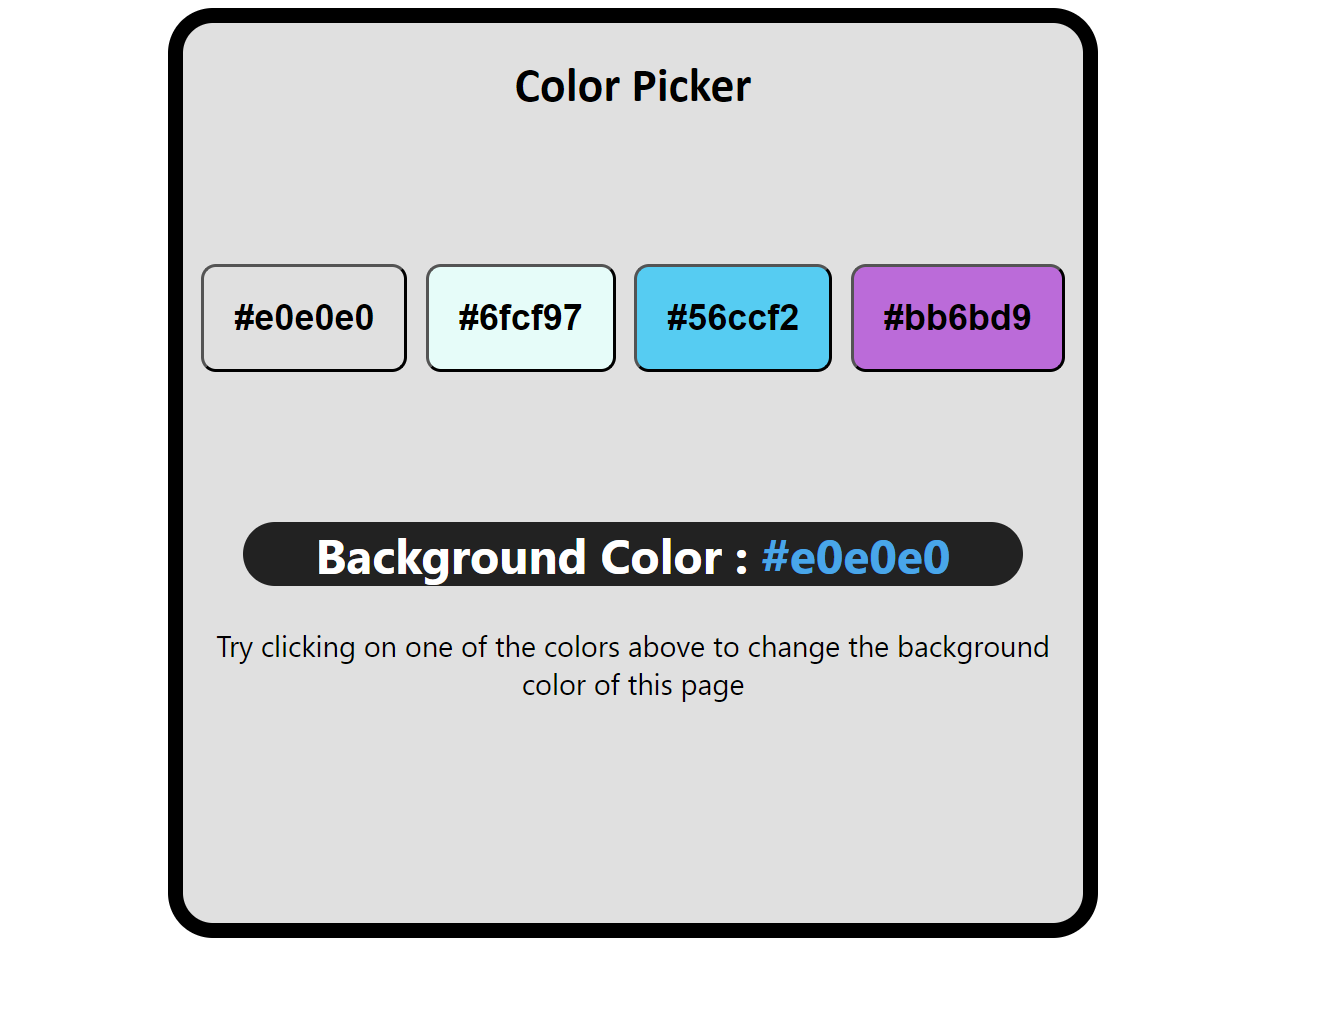 Color Picker
#e0e0e0 #6fcf97 #56ccf2 #bb6bd9
Background Color : #e0e0e0
Try clicking on one of the colors above to change the background
color of this page